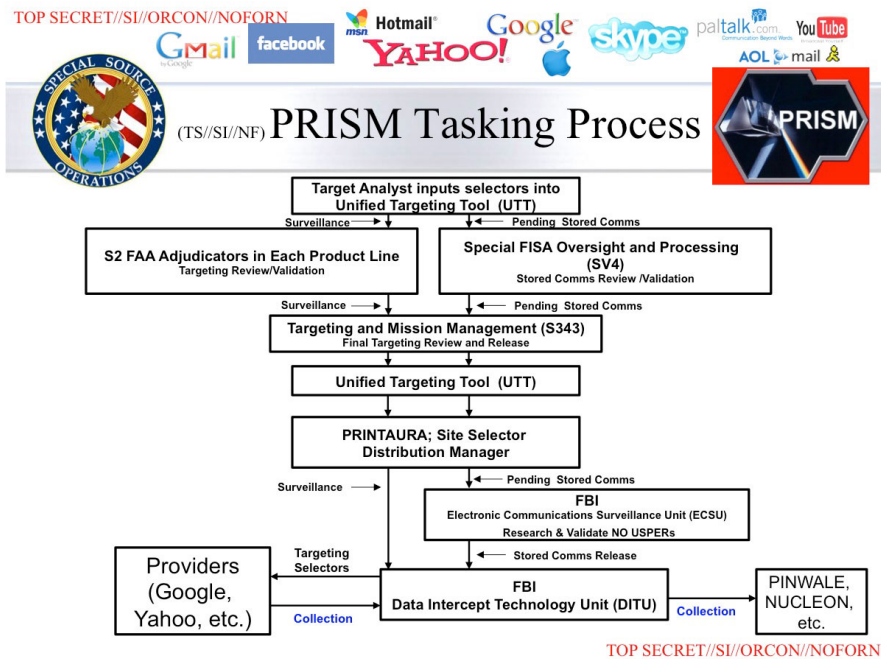 TOP SECRET//SI//ORCON//NOFORN
Gmail
by Google
facebook
msn Hotmail®
YAHOO!
Google
skype
paltalk.com
Communication Beyond Words
YouTube
AOL mail
SPECIAL SOURCE
OPERATIONS
(TS//SI//NF) PRISM Tasking Process
PRISM
Target Analyst inputs selectors into
Unified Targeting Tool (UTT)
Surveillance
Pending Stored Comms
S2 FAA Adjudicators in Each Product Line
Targeting Review/Validation
Special FISA Oversight and Processing
(SV4)
Stored Comms Review /Validation
Surveillance
Pending Stored Comms
Targeting and Mission Management (S343)
Final Targeting Review and Release
Unified Targeting Tool (UTT)
PRINTAURA; Site Selector
Distribution Manager
Surveillance
Pending Stored Comms
FBI
Electronic Communications Surveillance Unit (ECSU)
Research & Validate NO USPERs
Stored Comms Release
Providers
(Google,
Yahoo, etc.)
Targeting
Selectors
Collection
FBI
Data Intercept Technology Unit (DITU)
Collection
PINWALE,
NUCLEON,
etc.
TOP SECRET//SI//ORCON//NOFORN